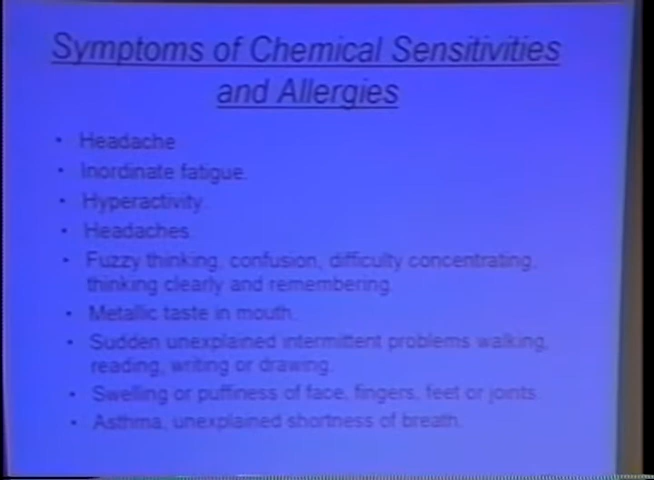 Symptoms of Chemical Sensitivities
and Allergies
• Headache
• Inordinate fatigue.
• Hyperactivity.
• Headaches.
• Fuzzy thinking, confusion, difficulty concentrating,
thinking clearly and remembering.
• Metallic taste in mouth.
• Sudden unexplained intermittent problems walking,
reading, writing or drawing.
• Swelling or puffiness of face, fingers, feet or joints.
• Asthma, unexplained shortness of breath.